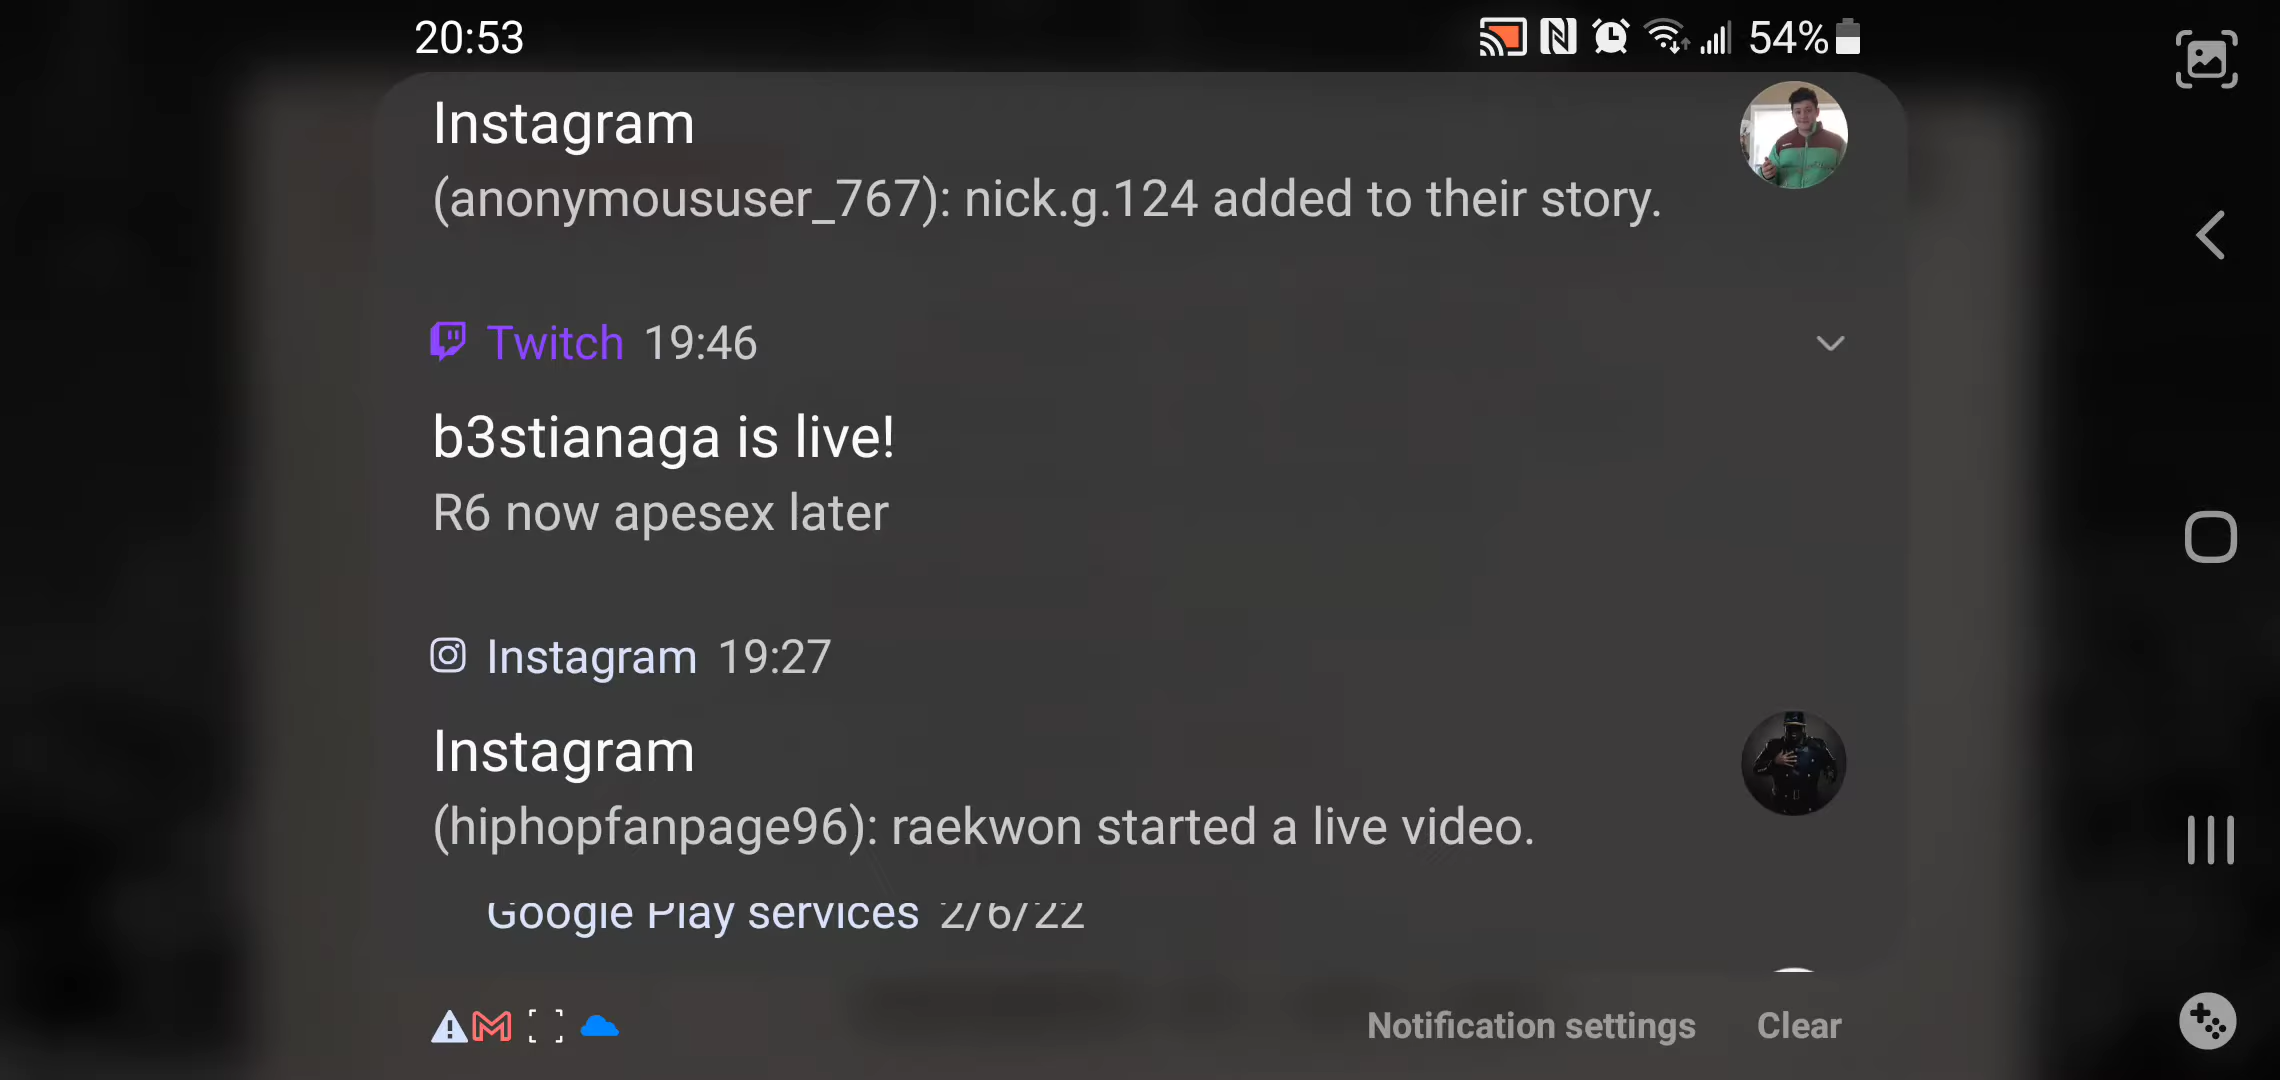 20:53
54%
Instagram
(anonymoususer_767): nick.g.124 added to their story.
Twitch 19:46
b3stianaga is live!
R6 now apesex later
Instagram 19:27
Instagram
(hiphopfanpage96): raekwon started a live video.
Google Play services 2/6/22
Notification settings Clear